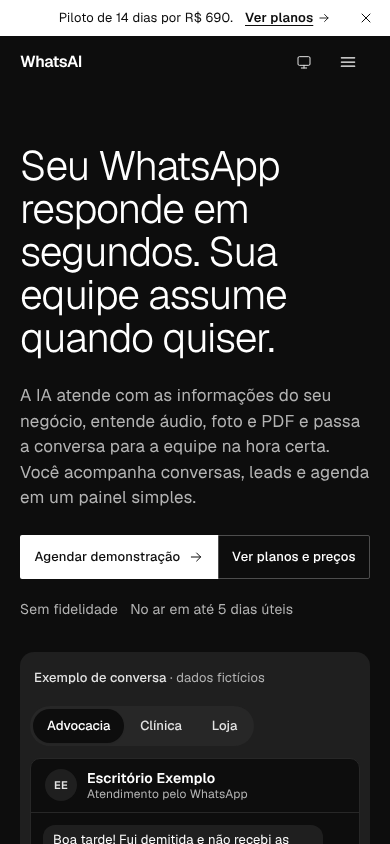 Piloto de 14 dias por R$ 690. Ver planos →
WhatsAI
Seu WhatsApp
responde em
segundos. Sua
equipe assume
quando quiser.
A IA atende com as informações do seu
negócio, entende áudio, foto e PDF e passa
a conversa para a equipe na hora certa.
Você acompanha conversas, leads e agenda
em um painel simples.
Agendar demonstração → Ver planos e preços
Sem fidelidade No ar em até 5 dias úteis
Exemplo de conversa · dados fictícios
Advocacia Clínica Loja
EE Escritório Exemplo
Atendimento pelo WhatsApp
Boa tarde! Fui demitida e não recebi as